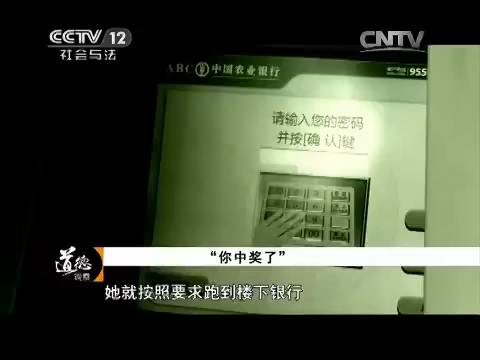 CCTV 12
社会与法
CNTV
ABC 中国农业银行
955
请输入您的密码
并按[确 认]键
道德
观察
“你中奖了”
她就按照要求跑到楼下银行